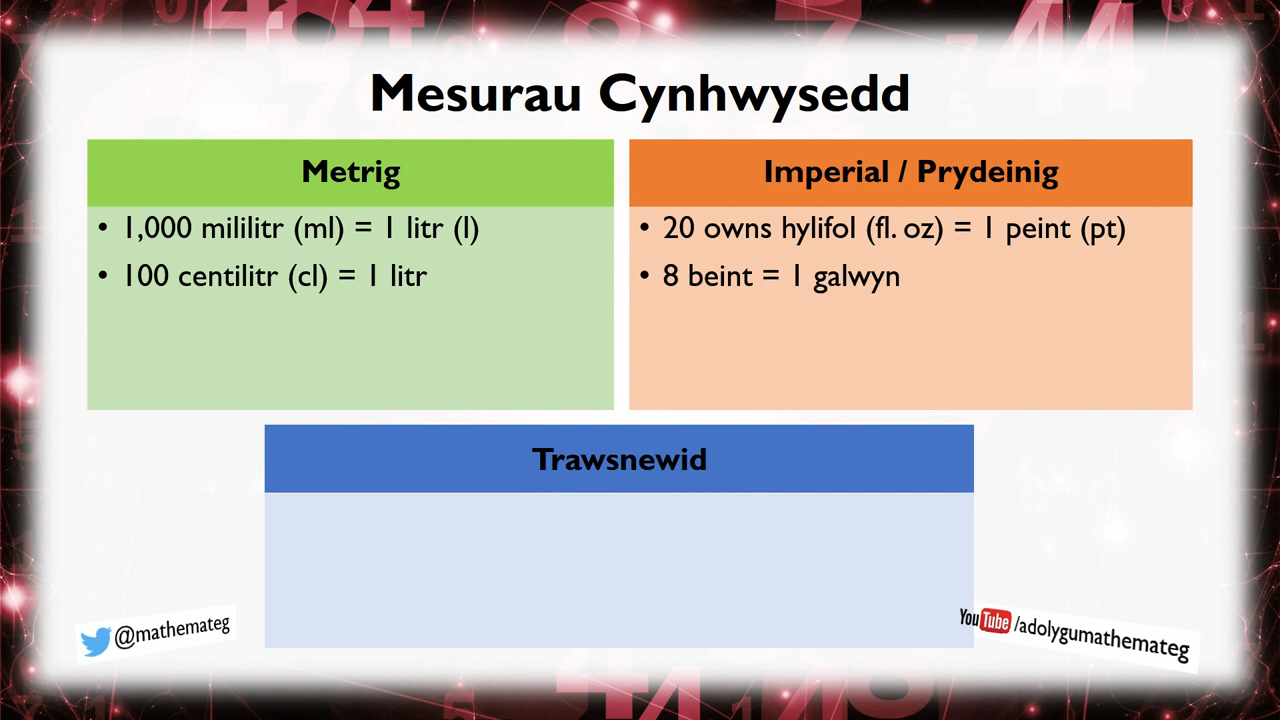 Mesurau Cynhwysedd
Metrig
• 1,000 mililitr (ml) = 1 litr (l)
• 100 centilitr (cl) = 1 litr
Imperial / Prydeinig
• 20 owns hylifol (fl. oz) = 1 peint (pt)
• 8 beint = 1 galwyn
Trawsnewid
@mathemateg
YouTube /adolygumathemateg